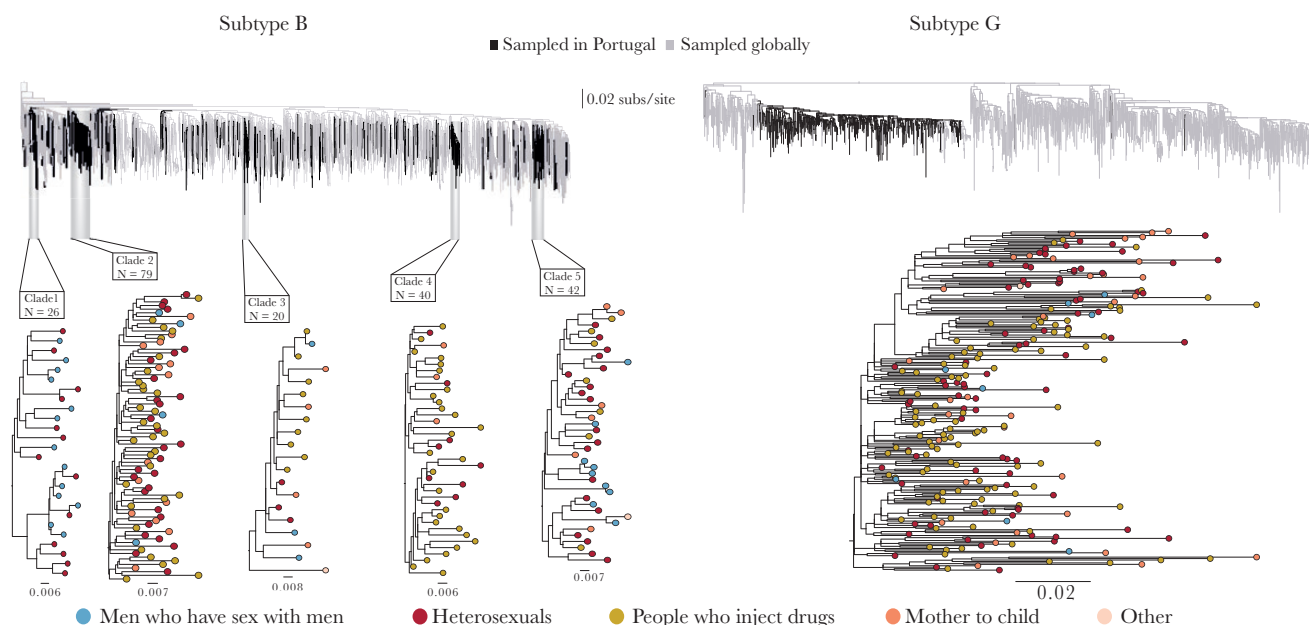 Subtype B
Subtype G
Sampled in Portugal Sampled globally
0.02 subs/site
Clade 2
N = 79
Clade1
N = 26
Clade 3
N = 20
Clade 4
N = 40
Clade 5
N = 42
0.006
0.007
0.008
0.006
0.007
0.02
Men who have sex with men Heterosexuals People who inject drugs Mother to child Other